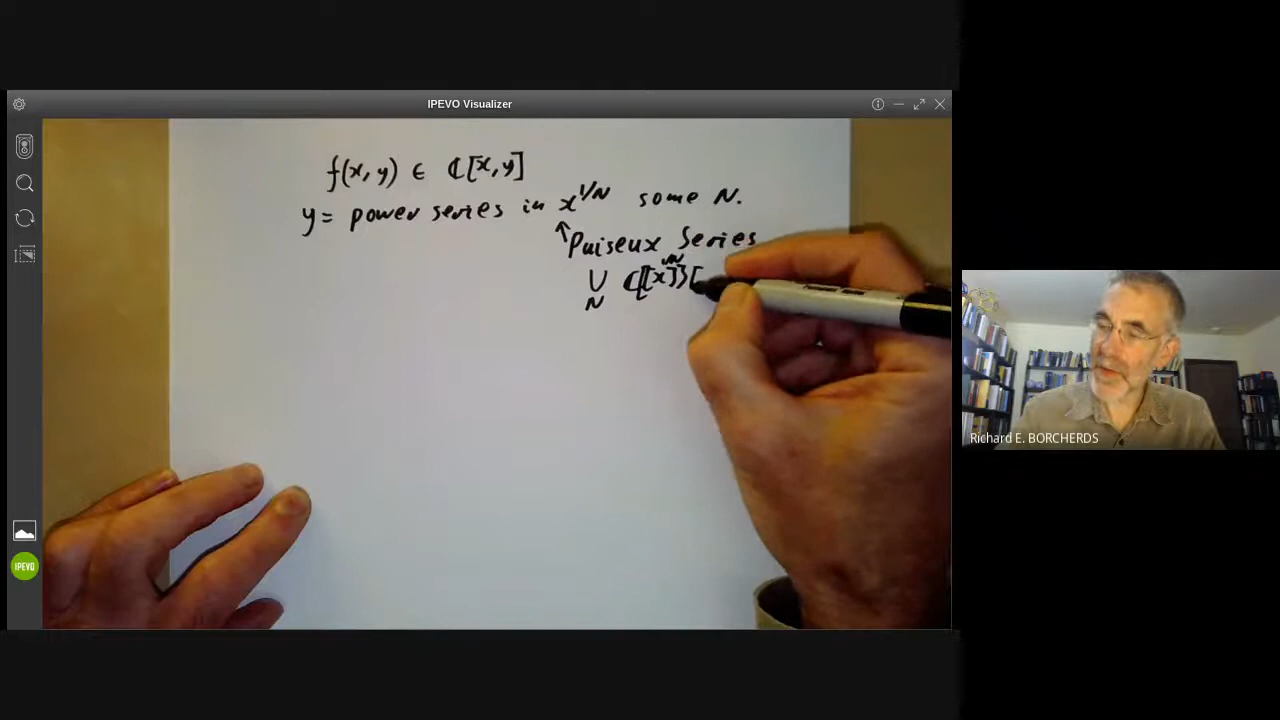 IPEVO Visualizer
f(x, y) ∈ ℂ[x, y]
y = power series in x^{1/N} some N.
↑ Puiseux Series
∪_N ℂ[[x^{1/N}]][
Richard E. BORCHERDS
IPEVO